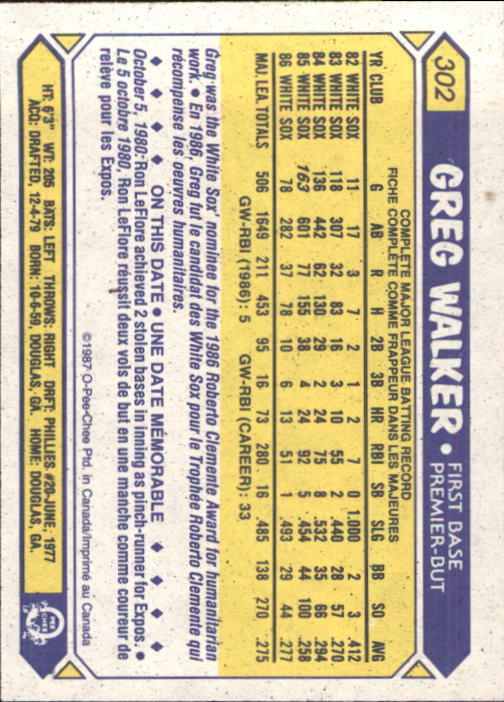 302
GREG WALKER • FIRST BASE
PREMIER-BUT
COMPLETE MAJOR LEAGUE BATTING RECORD
FICHE COMPLETE COMME FRAPPEUR DANS LES MAJEURES
YR CLUB G AB R H 2B 3B HR RBI SB SLG BB SO AVG
82 WHITE SOX 11 17 3 7 2 1 2 7 0 1.000 2 3 .412
83 WHITE SOX 118 307 32 83 16 3 10 55 2 .440 28 57 .270
84 WHITE SOX 136 442 62 130 29 2 24 75 8 .532 35 66 .294
85 WHITE SOX 163 601 77 155 38 4 24 92 5 .454 44 100 .258
86 WHITE SOX 78 282 37 78 10 6 13 51 1 .493 29 44 .277
MAJ. LEA. TOTALS 506 1649 211 453 95 16 73 280 16 .485 138 270 .275
GW-RBI (1986): 5 GW-RBI (CAREER): 33
Greg was the White Sox' nominee for the 1986 Roberto Clemente Award for humanitarian
work. • En 1986, Greg fut le candidat des White Sox pour le Trophée Roberto Clemente qui
récompense les oeuvres humanitaires.
♦ ♦ ♦ ♦ ON THIS DATE • UNE DATE MÉMORABLE ♦ ♦ ♦ ♦
October 5, 1980: Ron LeFlore achieved 2 stolen bases in inning as pinch-runner for Expos. •
Le 5 octobre 1980, Ron LeFlore réussit deux vols de but en une manche comme coureur de
relève pour les Expos.
©1987 O-Pee-Chee Ptd. in Canada/Imprimé au Canada
HT: 6'3" WT: 205 BATS: LEFT THROWS: RIGHT DRFT: PHILLIES #20-JUNE, 1977
ACQ: DRAFTED, 12-4-79 BORN: 10-6-59, DOUGLAS, GA. HOME: DOUGLAS, GA.
O PEE CHEE